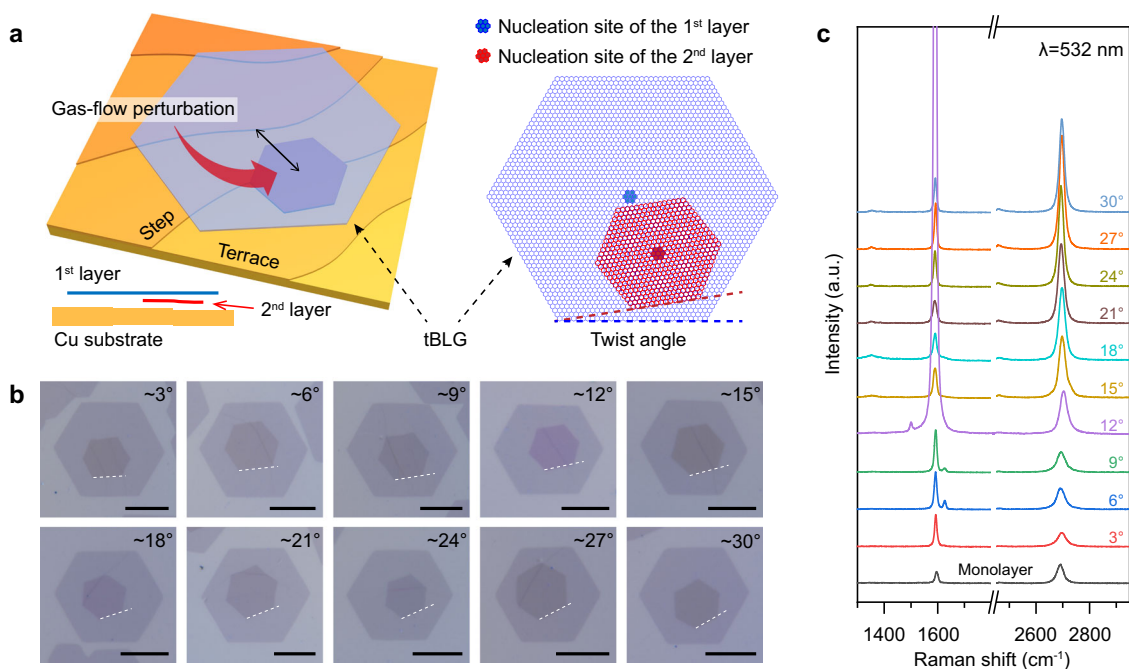 a
Nucleation site of the 1st layer
Nucleation site of the 2nd layer
Gas-flow perturbation
Step
Terrace
1st layer
2nd layer
Cu substrate
tBLG
Twist angle
b
~3°
~6°
~9°
~12°
~15°
~18°
~21°
~24°
~27°
~30°
c
λ=532 nm
Intensity (a.u.)
30°
27°
24°
21°
18°
15°
12°
9°
6°
3°
Monolayer
1400 1600 2600 2800
Raman shift (cm⁻¹)